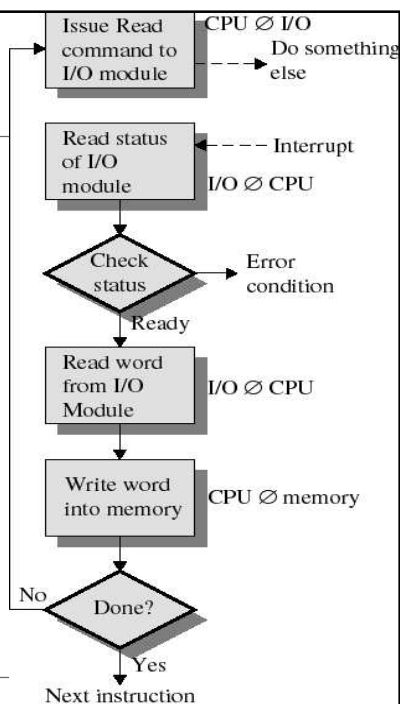 Issue Read
command to
I/O module
CPU Ø I/O
Do something
else
Read status
of I/O
module
Interrupt
I/O Ø CPU
Check
status
Error
condition
Ready
Read word
from I/O
Module
I/O Ø CPU
Write word
into memory
CPU Ø memory
No
Done?
Yes
Next instruction